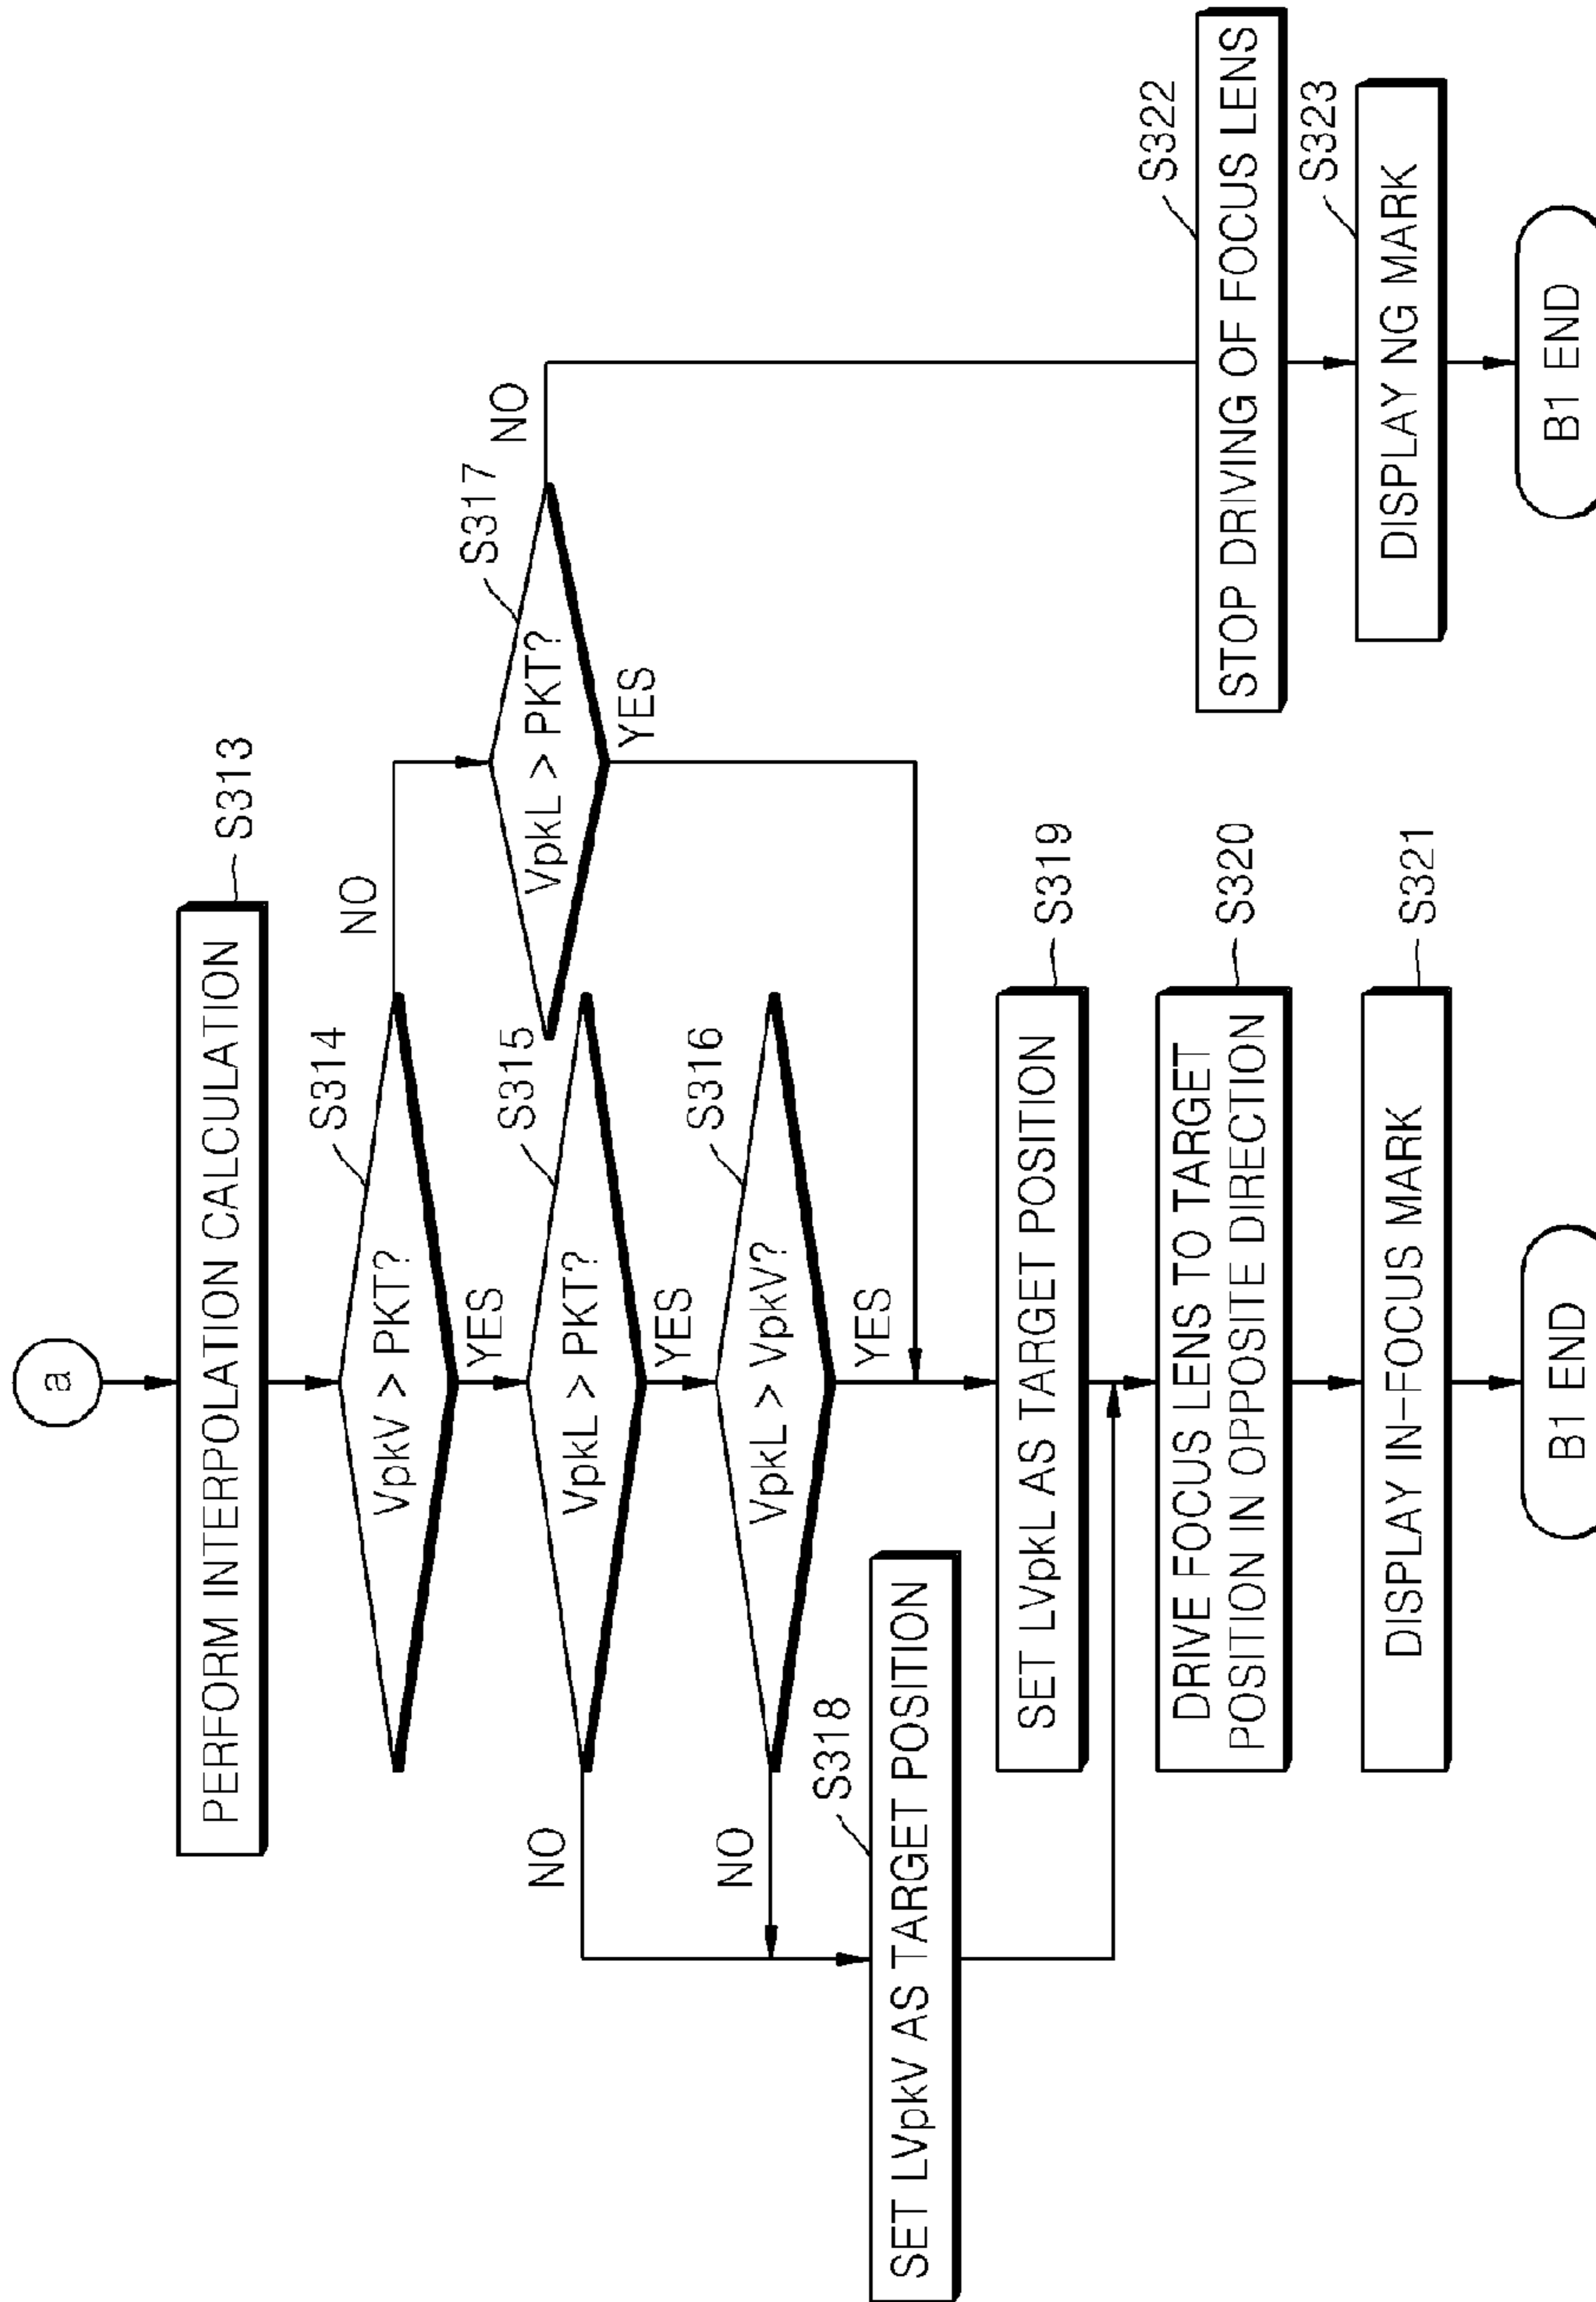 a
PERFORM INTERPOLATION CALCULATION
S313
VpkV > PKT?
S314
NO
YES
VpkL > PKT?
S315
NO
YES
VpkL > PKT?
S317
NO
YES
VpkL > VpkV?
S316
NO
YES
SET LVpkV AS TARGET POSITION
S318
SET LVpkL AS TARGET POSITION
S319
DRIVE FOCUS LENS TO TARGET
POSITION IN OPPOSITE DIRECTION
S320
DISPLAY IN-FOCUS MARK
S321
B1 END
STOP DRIVING OF FOCUS LENS
S322
DISPLAY NG MARK
S323
B1 END